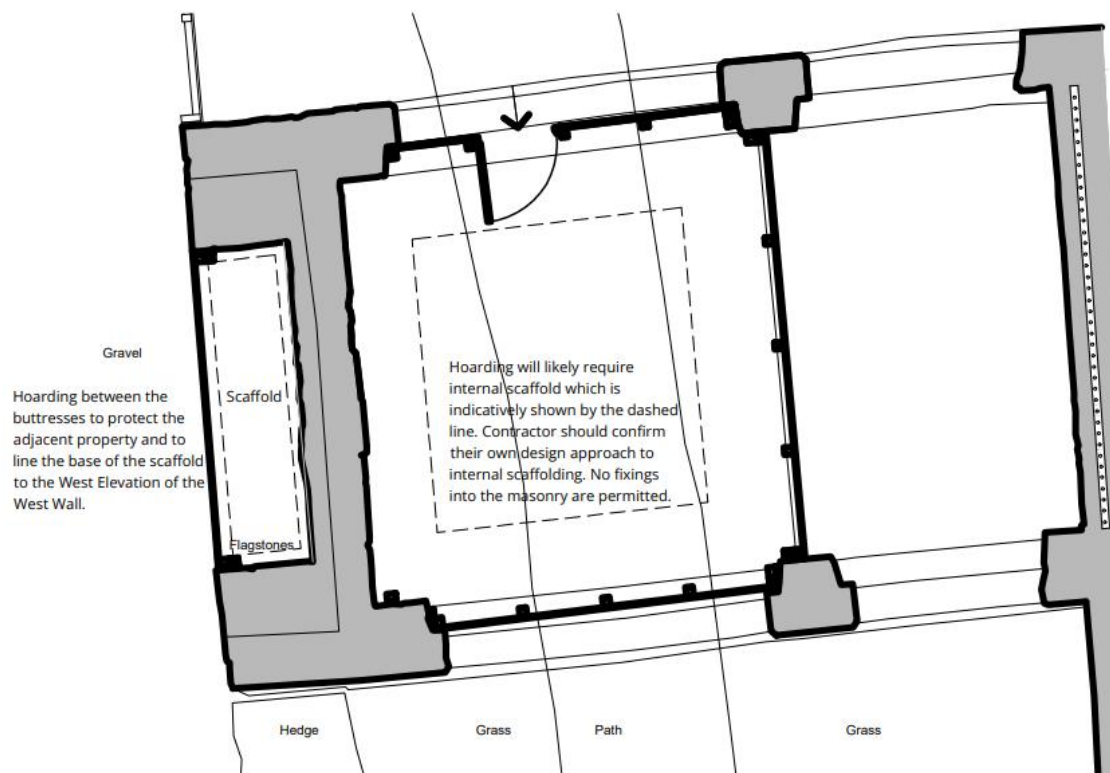 Gravel
Hoarding between the
buttresses to protect the
adjacent property and to
line the base of the scaffold
to the West Elevation of the
West Wall.
Scaffold
Flagstones
Hoarding will likely require
internal scaffold which is
indicatively shown by the dashed
line. Contractor should confirm
their own design approach to
internal scaffolding. No fixings
into the masonry are permitted.
Hedge
Grass
Path
Grass